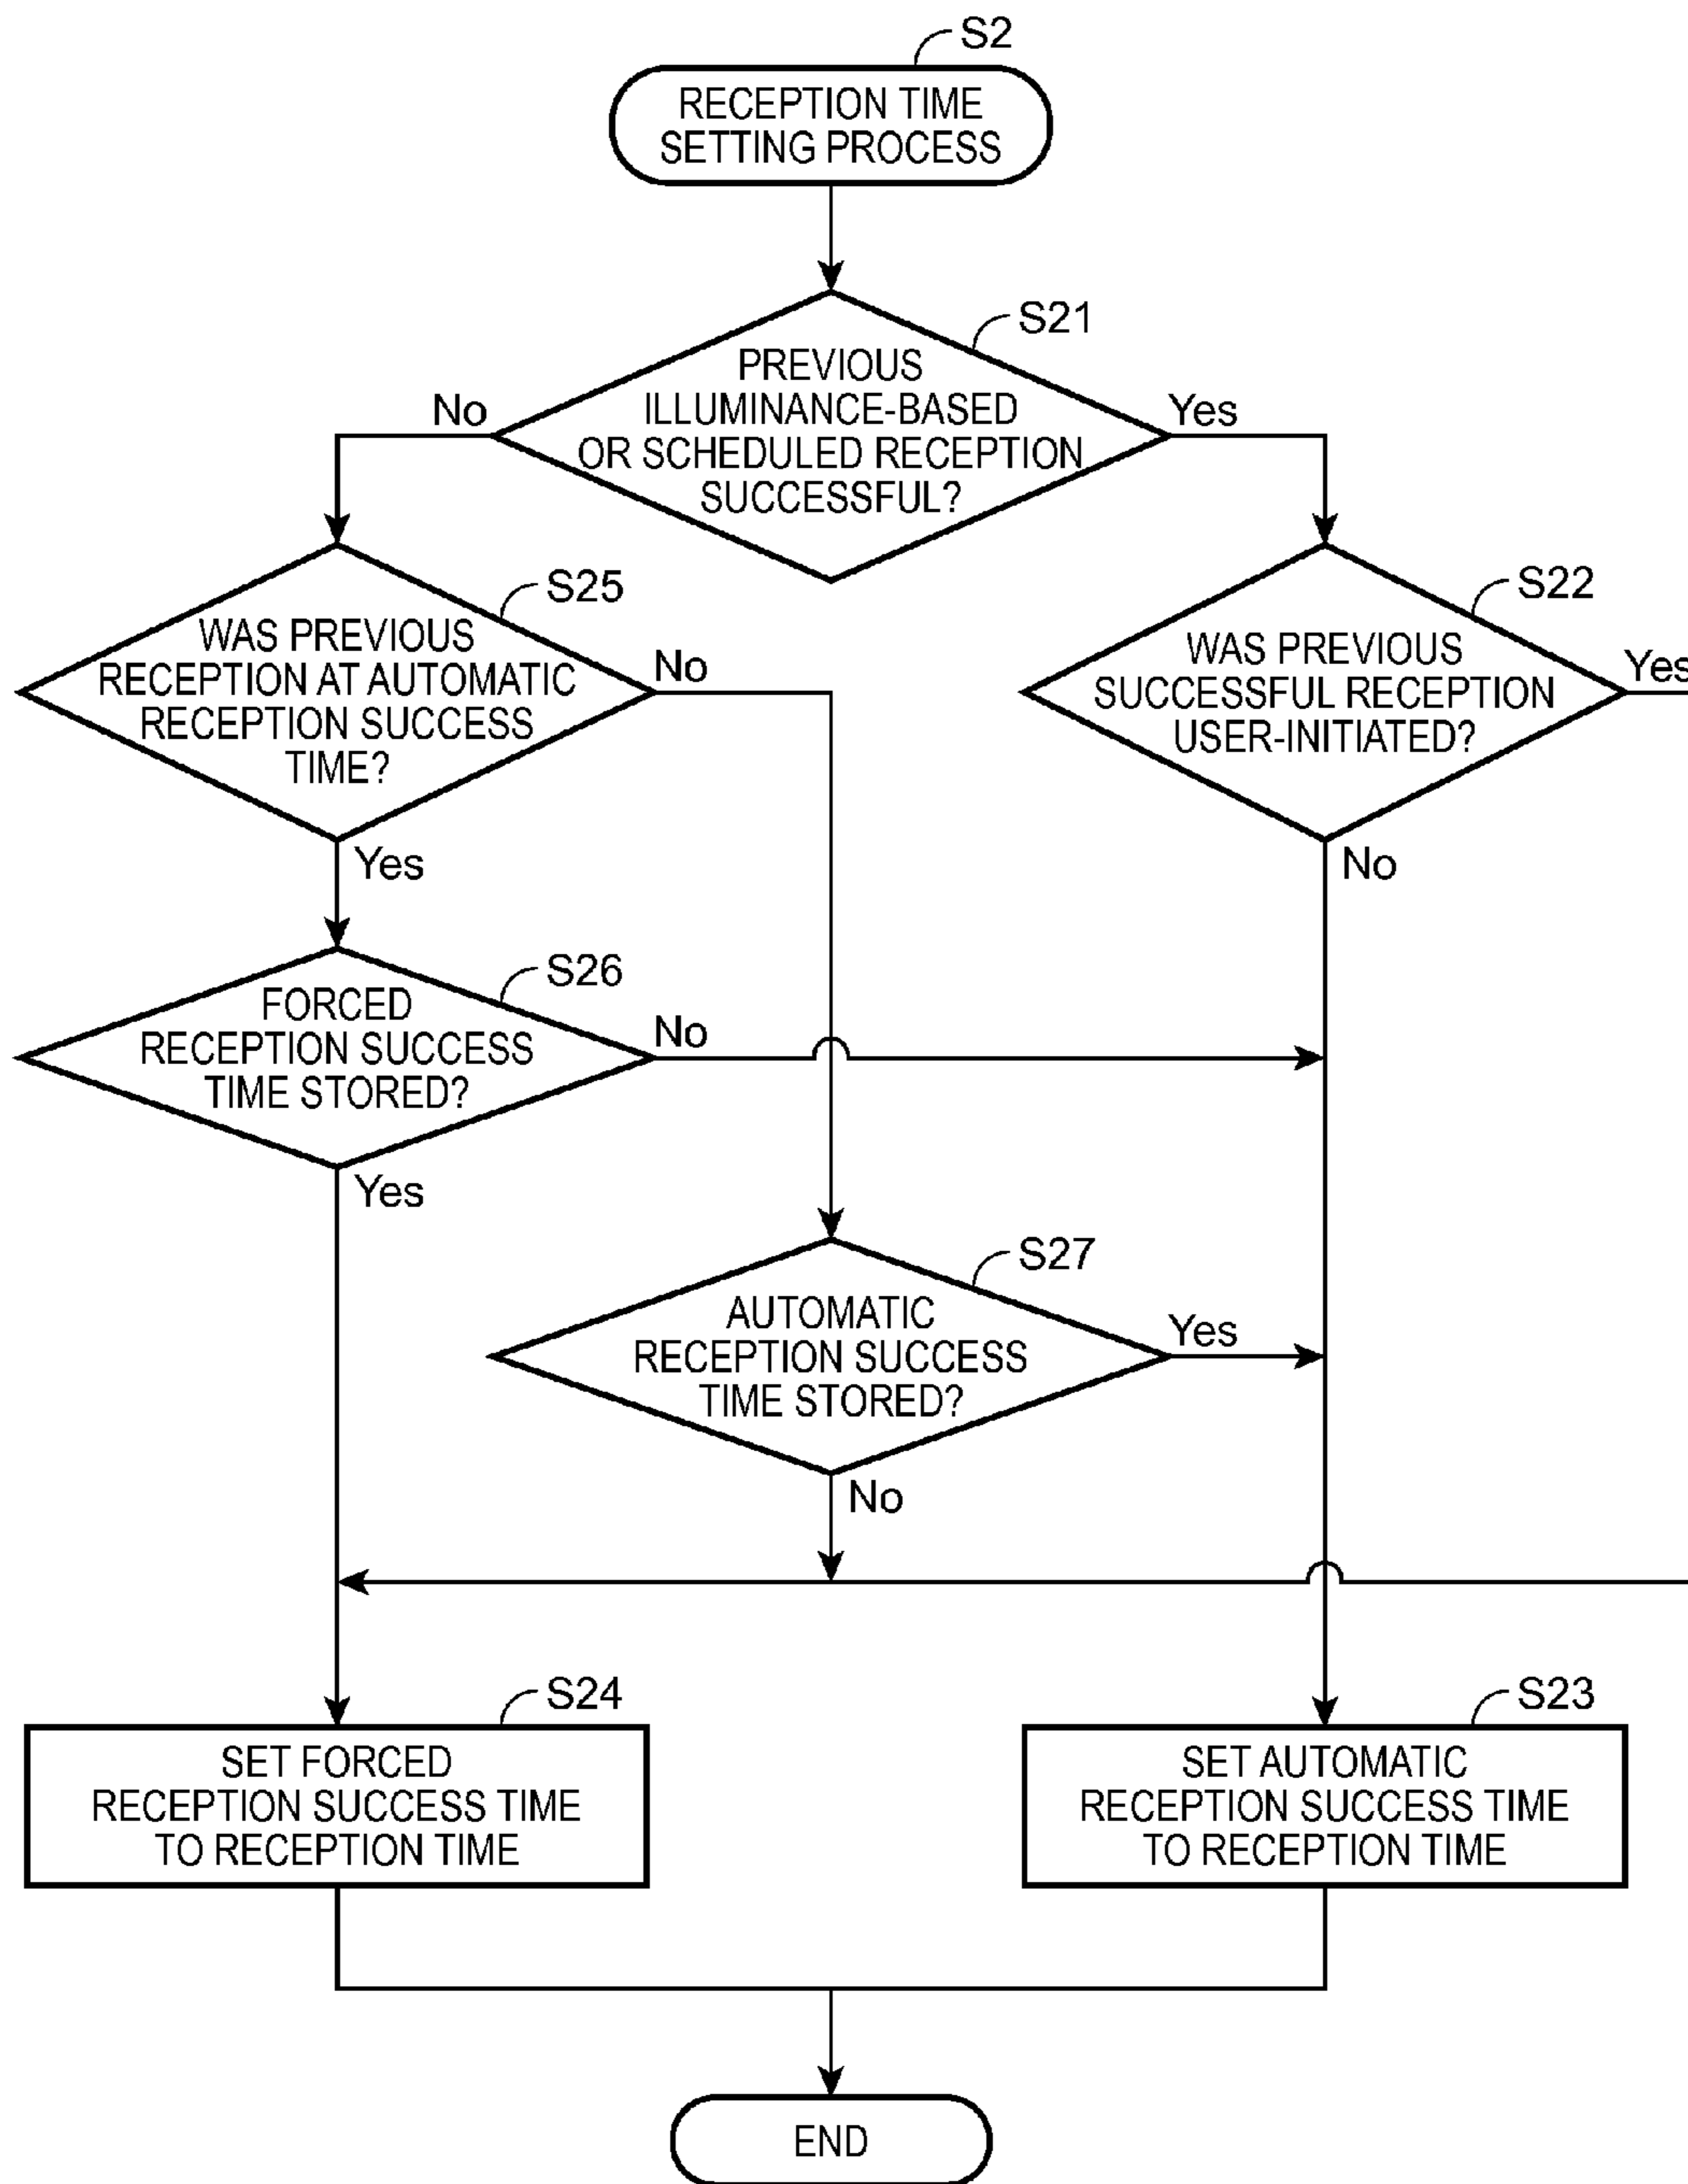 S2
RECEPTION TIME
SETTING PROCESS
S21
PREVIOUS
ILLUMINANCE-BASED
OR SCHEDULED RECEPTION
SUCCESSFUL?
No
Yes
S25
WAS PREVIOUS
RECEPTION AT AUTOMATIC
RECEPTION SUCCESS
TIME?
No
Yes
S22
WAS PREVIOUS
SUCCESSFUL RECEPTION
USER-INITIATED?
Yes
No
S26
FORCED
RECEPTION SUCCESS
TIME STORED?
No
Yes
S27
AUTOMATIC
RECEPTION SUCCESS
TIME STORED?
Yes
No
S24
SET FORCED
RECEPTION SUCCESS TIME
TO RECEPTION TIME
S23
SET AUTOMATIC
RECEPTION SUCCESS TIME
TO RECEPTION TIME
END